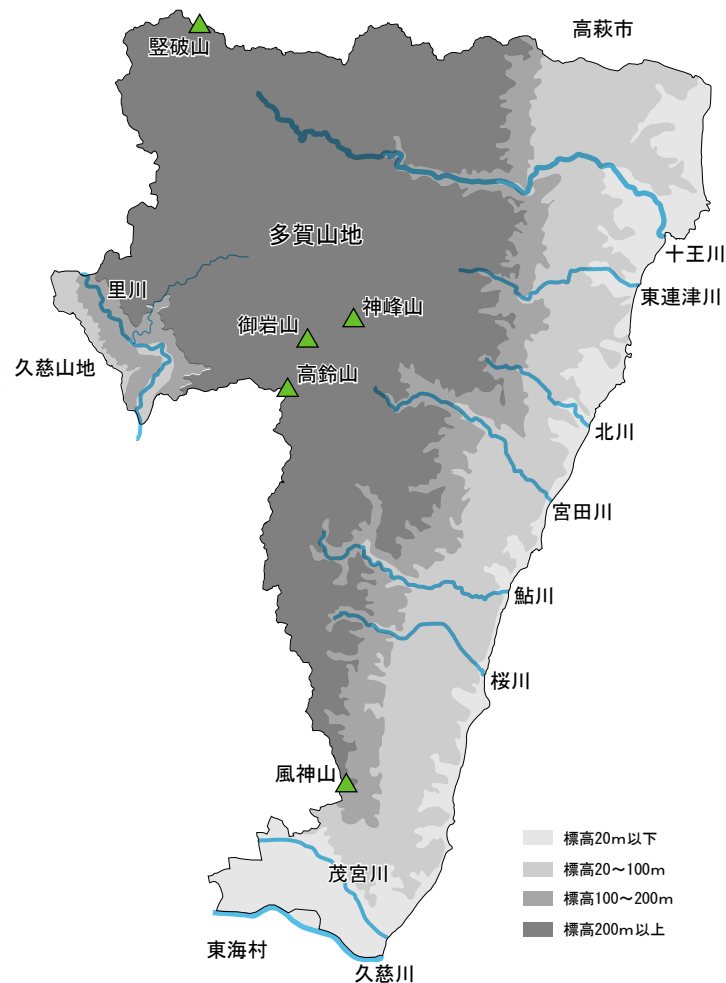 高萩市
竪破山
多賀山地
十王川
里川
東連津川
神峰山
御岩山
久慈山地
高鈴山
北川
宮田川
鮎川
桜川
風神山
標高20m以下
標高20～100m
茂宮川
標高100～200m
標高200m以上
東海村
久慈川